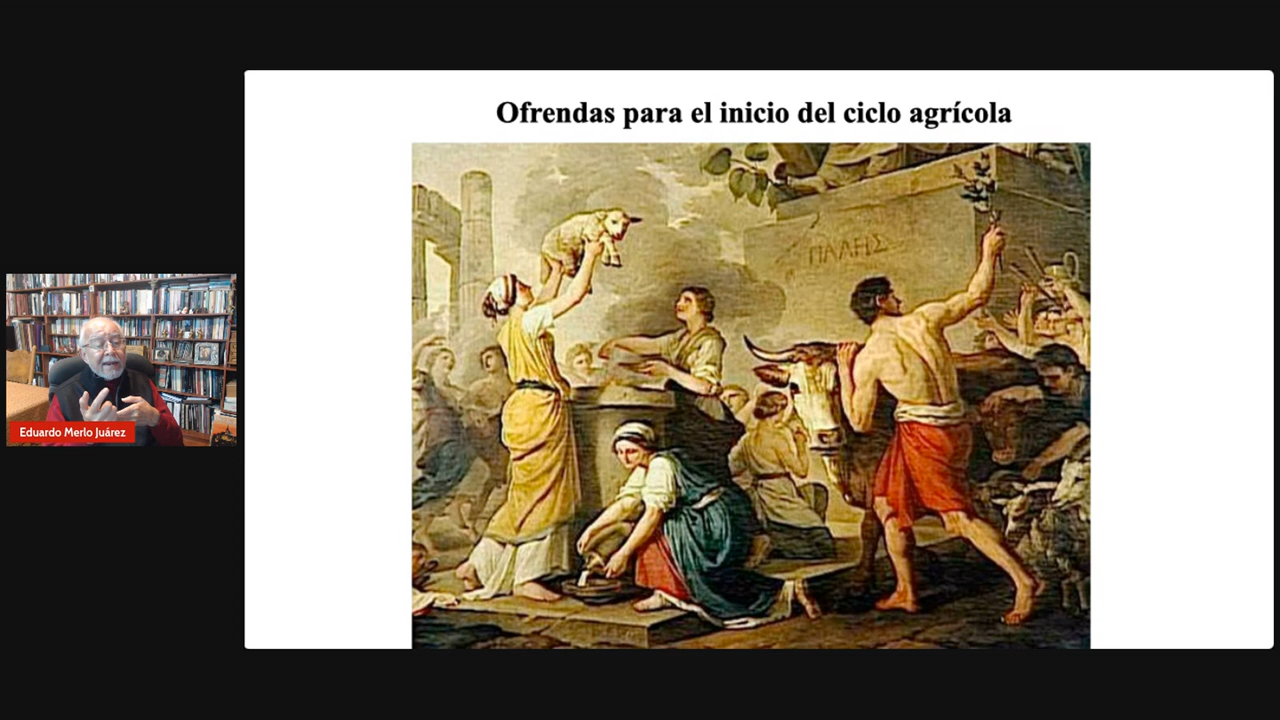 Ofrendas para el inicio del ciclo agrícola
ΠΑΛΗΣ
Eduardo Merlo Juárez